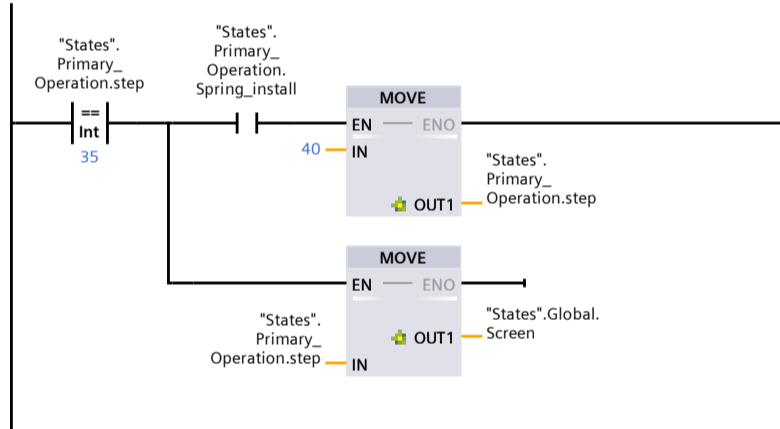 "States".
Primary_
Operation.step
==
Int
35
"States".
Primary_
Operation.
Spring_install
MOVE
EN
ENO
40
IN
OUT1
"States".
Primary_
Operation.step
MOVE
EN
ENO
"States".
Primary_
Operation.step
IN
OUT1
"States".Global.
Screen